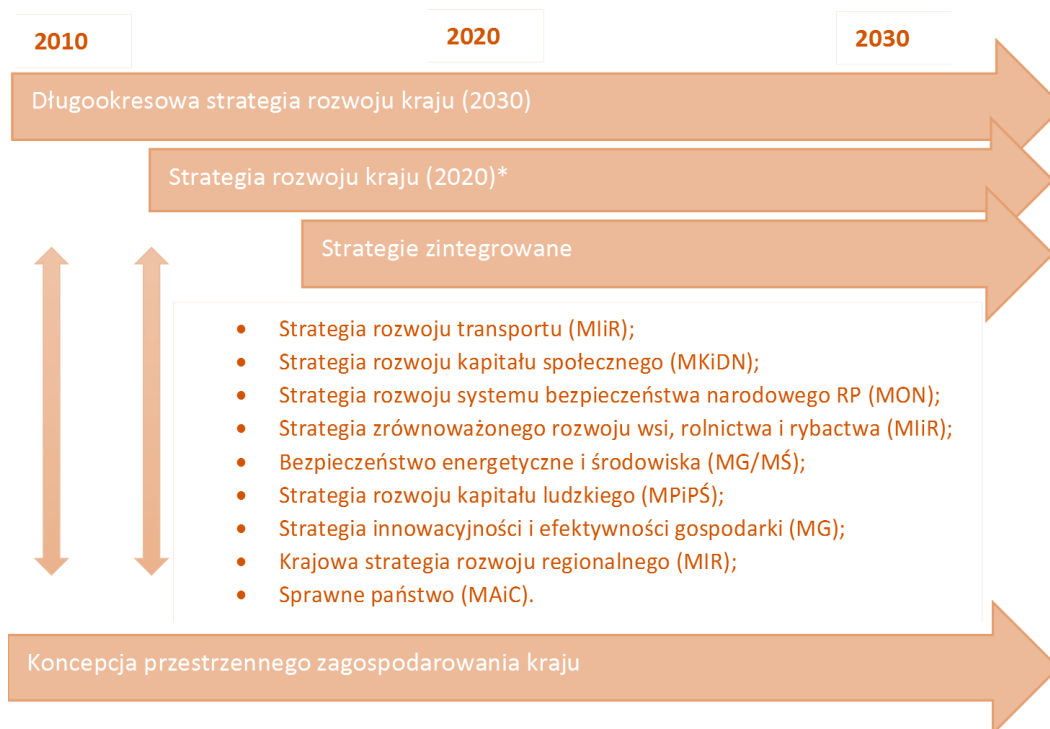 2010
2020
2030
Długookresowa strategia rozwoju kraju (2030)
Strategia rozwoju kraju (2020)*
Strategie zintegrowane
• Strategia rozwoju transportu (MIiR);
• Strategia rozwoju kapitału społecznego (MKiDN);
• Strategia rozwoju systemu bezpieczeństwa narodowego RP (MON);
• Strategia zrównoważonego rozwoju wsi, rolnictwa i rybactwa (MIiR);
• Bezpieczeństwo energetyczne i środowiska (MG/MŚ);
• Strategia rozwoju kapitału ludzkiego (MPiPŚ);
• Strategia innowacyjności i efektywności gospodarki (MG);
• Krajowa strategia rozwoju regionalnego (MIR);
• Sprawne państwo (MAiC).
Koncepcja przestrzennego zagospodarowania kraju